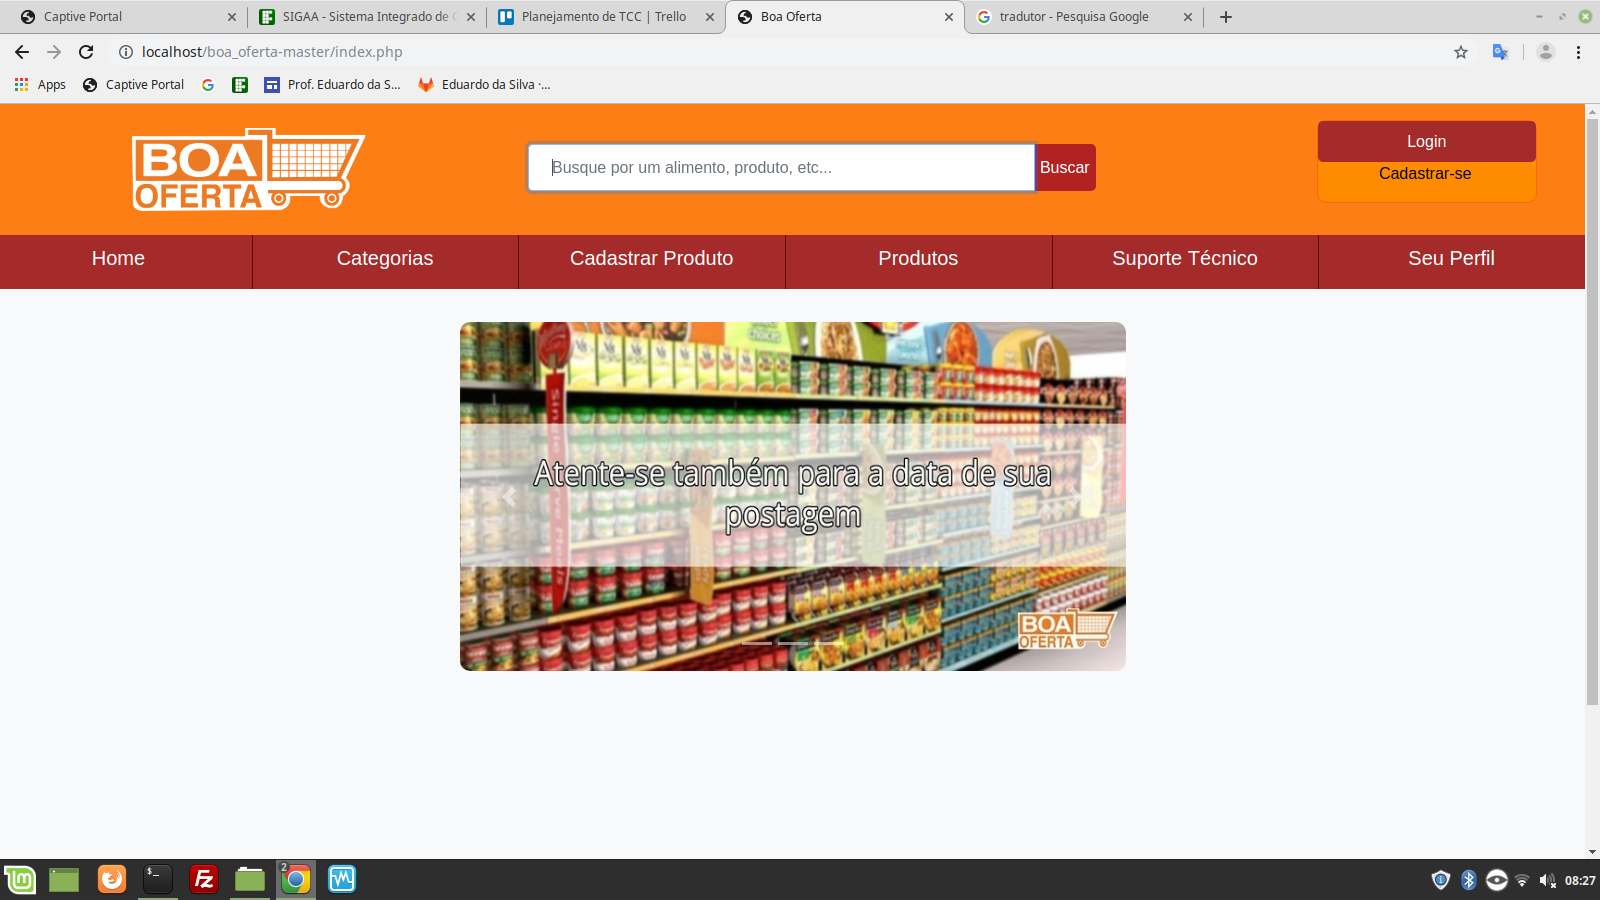 Captive Portal
SIGAA - Sistema Integrado de
Planejamento de TCC | Trello
Boa Oferta
tradutor - Pesquisa Google
localhost/boa_oferta-master/index.php
Apps
Captive Portal
Prof. Eduardo da S...
Eduardo da Silva ·...
BOA
OFERTA
Busque por um alimento, produto, etc...
Buscar
Login
Cadastrar-se
Home
Categorias
Cadastrar Produto
Produtos
Suporte Técnico
Seu Perfil
Atente-se também para a data de sua
postagem
BOA
OFERTA
2
08:27